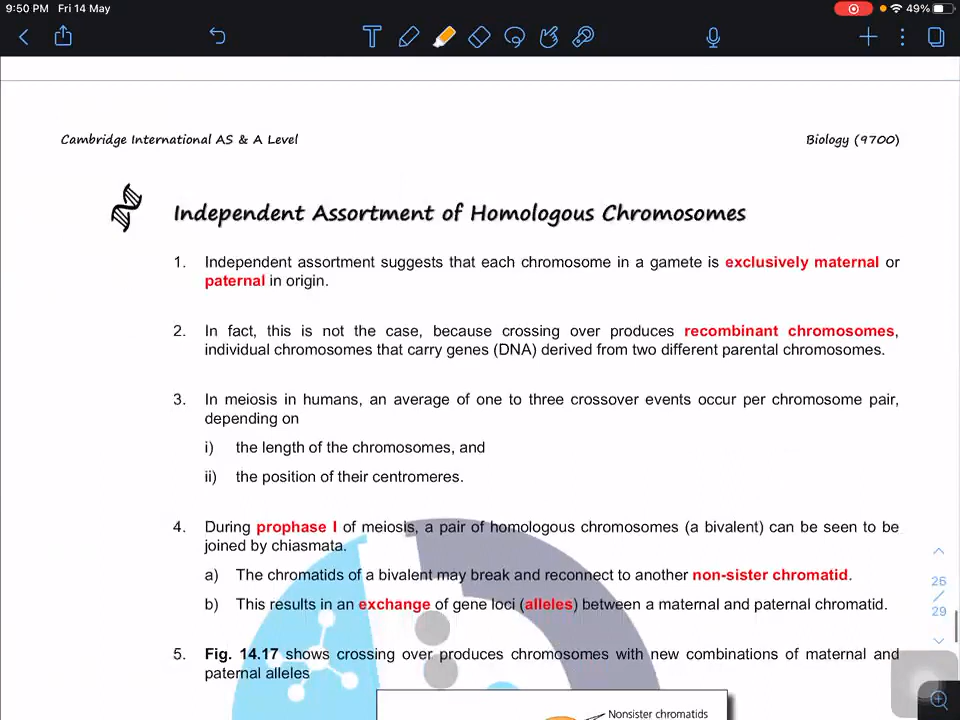 9:50 PM Fri 14 May
49%
Cambridge International AS & A Level
Biology (9700)
Independent Assortment of Homologous Chromosomes
1. Independent assortment suggests that each chromosome in a gamete is exclusively maternal or
paternal in origin.
2. In fact, this is not the case, because crossing over produces recombinant chromosomes,
individual chromosomes that carry genes (DNA) derived from two different parental chromosomes.
3. In meiosis in humans, an average of one to three crossover events occur per chromosome pair,
depending on
i) the length of the chromosomes, and
ii) the position of their centromeres.
4. During prophase I of meiosis, a pair of homologous chromosomes (a bivalent) can be seen to be
joined by chiasmata.
a) The chromatids of a bivalent may break and reconnect to another non-sister chromatid.
b) This results in an exchange of gene loci (alleles) between a maternal and paternal chromatid.
26
/
29
5. Fig. 14.17 shows crossing over produces chromosomes with new combinations of maternal and
paternal alleles
Nonsister chromatids